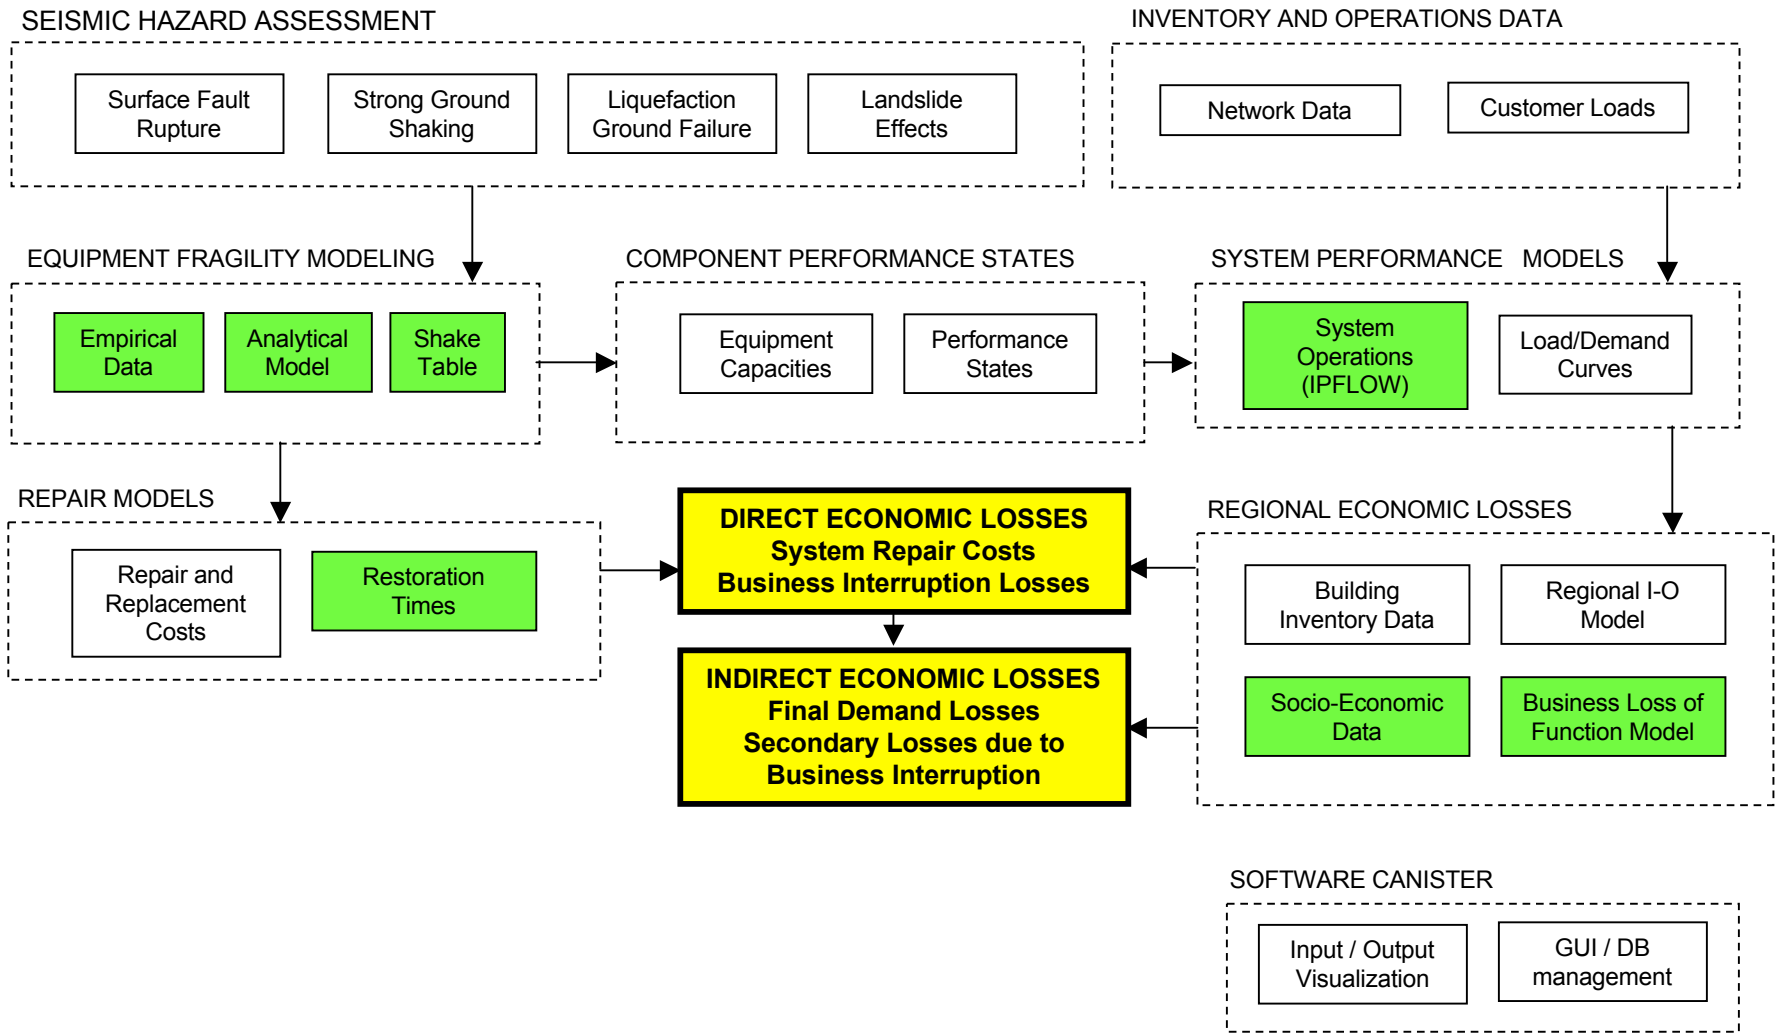 SEISMIC HAZARD ASSESSMENT
Surface Fault
Rupture
Strong Ground
Shaking
Liquefaction
Ground Failure
Landslide
Effects
INVENTORY AND OPERATIONS DATA
Network Data
Customer Loads
EQUIPMENT FRAGILITY MODELING
Empirical
Data
Analytical
Model
Shake
Table
COMPONENT PERFORMANCE STATES
Equipment
Capacities
Performance
States
SYSTEM PERFORMANCE MODELS
System
Operations
(IPFLOW)
Load/Demand
Curves
REPAIR MODELS
Repair and
Replacement
Costs
Restoration
Times
DIRECT ECONOMIC LOSSES
System Repair Costs
Business Interruption Losses
INDIRECT ECONOMIC LOSSES
Final Demand Losses
Secondary Losses due to
Business Interruption
REGIONAL ECONOMIC LOSSES
Building
Inventory Data
Regional I-O
Model
Socio-Economic
Data
Business Loss of
Function Model
SOFTWARE CANISTER
Input / Output
Visualization
GUI / DB
management